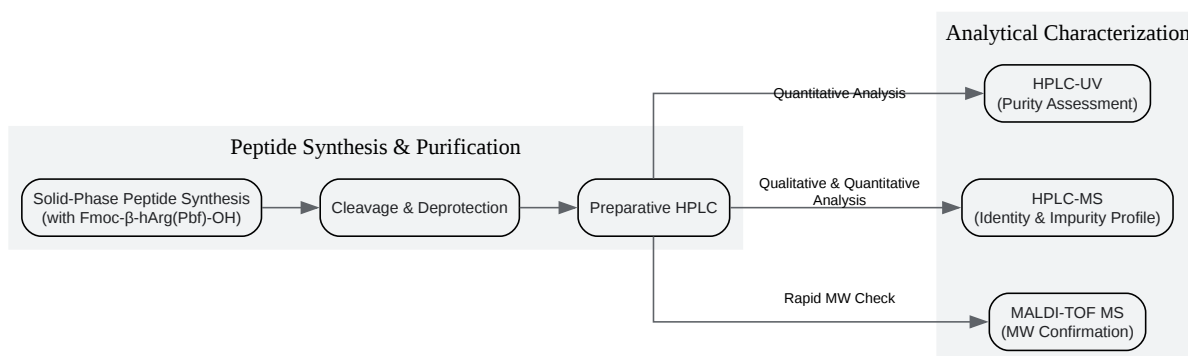 Analytical Characterization
HPLC-UV
(Purity Assessment)
Quantitative Analysis
Peptide Synthesis & Purification
Solid-Phase Peptide Synthesis
(with Fmoc-β-hArg(Pbf)-OH)
Cleavage & Deprotection
Preparative HPLC
Qualitative & Quantitative
Analysis
HPLC-MS
(Identity & Impurity Profile)
Rapid MW Check
MALDI-TOF MS
(MW Confirmation)